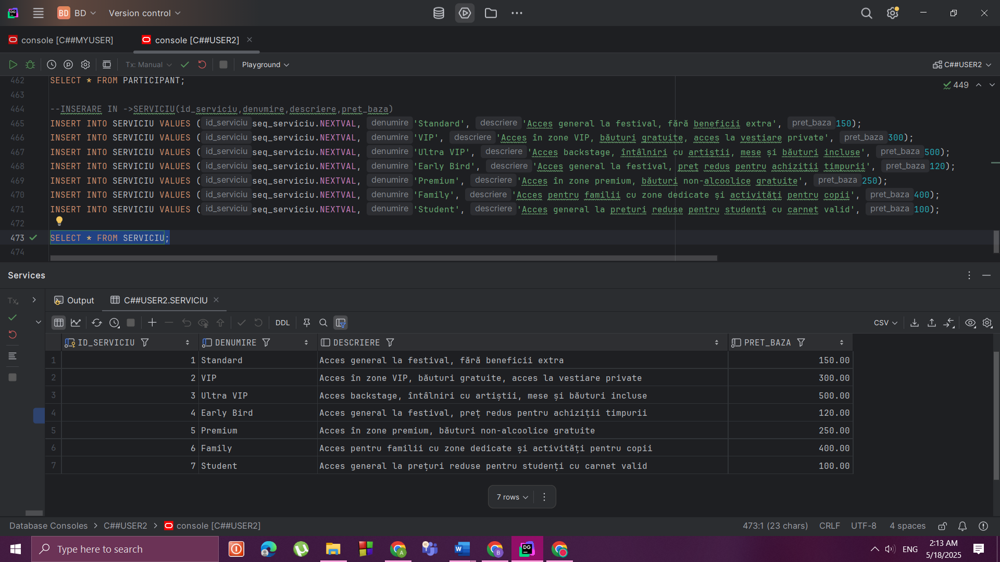 BD BD Version control
console [C##MYUSER] console [C##USER2]
Tx: Manual Playground C##USER2
462 SELECT * FROM PARTICIPANT; 449
463
464 --INSERARE IN ->SERVICIU(id_serviciu,denumire,descriere,pret_baza)
465 INSERT INTO SERVICIU VALUES ( id_serviciu seq_serviciu.NEXTVAL, denumire 'Standard', descriere 'Acces general la festival, fără beneficii extra', pret_baza 150);
466 INSERT INTO SERVICIU VALUES ( id_serviciu seq_serviciu.NEXTVAL, denumire 'VIP', descriere 'Acces în zone VIP, băuturi gratuite, acces la vestiare private', pret_baza 300);
467 INSERT INTO SERVICIU VALUES ( id_serviciu seq_serviciu.NEXTVAL, denumire 'Ultra VIP', descriere 'Acces backstage, întâlniri cu artiștii, mese și băuturi incluse', pret_baza 500);
468 INSERT INTO SERVICIU VALUES ( id_serviciu seq_serviciu.NEXTVAL, denumire 'Early Bird', descriere 'Acces general la festival, preț redus pentru achiziții timpurii', pret_baza 120);
469 INSERT INTO SERVICIU VALUES ( id_serviciu seq_serviciu.NEXTVAL, denumire 'Premium', descriere 'Acces în zone premium, băuturi non-alcoolice gratuite', pret_baza 250);
470 INSERT INTO SERVICIU VALUES ( id_serviciu seq_serviciu.NEXTVAL, denumire 'Family', descriere 'Acces pentru familii cu zone dedicate și activități pentru copii', pret_baza 400);
471 INSERT INTO SERVICIU VALUES ( id_serviciu seq_serviciu.NEXTVAL, denumire 'Student', descriere 'Acces general la prețuri reduse pentru studenți cu carnet valid', pret_baza 100);
472
473 SELECT * FROM SERVICIU;
474
Services
Tx Output C##USER2.SERVICIU
DDL CSV
ID_SERVICIU DENUMIRE DESCRIERE PRET_BAZA
1 1 Standard Acces general la festival, fără beneficii extra 150.00
2 2 VIP Acces în zone VIP, băuturi gratuite, acces la vestiare private 300.00
3 3 Ultra VIP Acces backstage, întâlniri cu artiștii, mese și băuturi incluse 500.00
4 4 Early Bird Acces general la festival, preț redus pentru achiziții timpurii 120.00
5 5 Premium Acces în zone premium, băuturi non-alcoolice gratuite 250.00
6 6 Family Acces pentru familii cu zone dedicate și activități pentru copii 400.00
7 7 Student Acces general la prețuri reduse pentru studenți cu carnet valid 100.00
7 rows
Database Consoles > C##USER2 > console [C##USER2] 473:1 (23 chars) CRLF UTF-8 4 spaces
Type here to search ENG 2:13 AM
5/18/2025